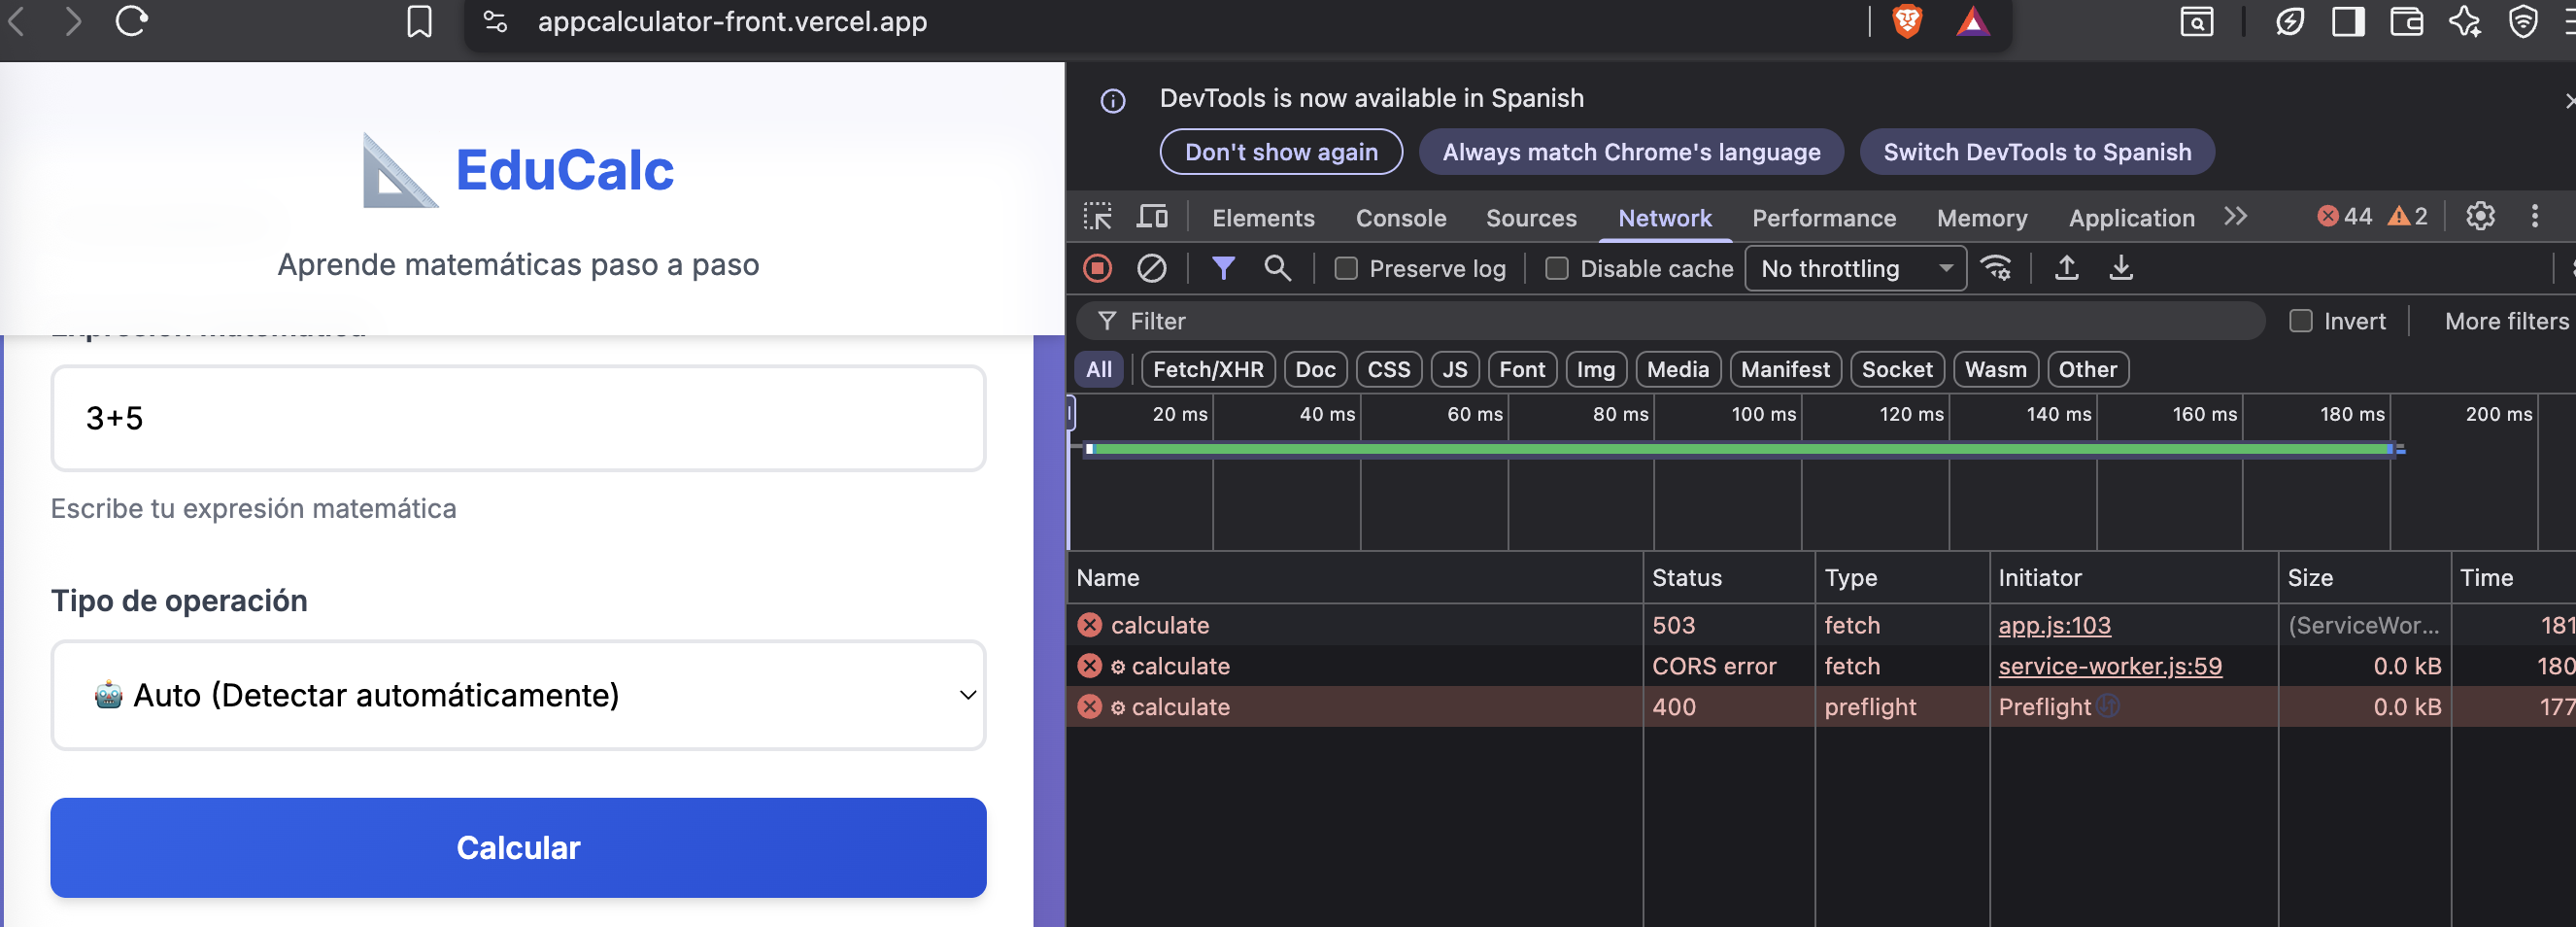 appcalculator-front.vercel.app
EduCalc
Aprende matemáticas paso a paso
Expresión matemática
3+5
Escribe tu expresión matemática
Tipo de operación
Auto (Detectar automáticamente)
Calcular
DevTools is now available in Spanish
Don't show again
Always match Chrome's language
Switch DevTools to Spanish
Elements Console Sources Network Performance Memory Application 44 2
Preserve log Disable cache No throttling
Filter Invert More filters
All Fetch/XHR Doc CSS JS Font Img Media Manifest Socket Wasm Other
20 ms 40 ms 60 ms 80 ms 100 ms 120 ms 140 ms 160 ms 180 ms 200 ms
Name Status Type Initiator Size Time
calculate 503 fetch app.js:103 (ServiceWor... 181
calculate CORS error fetch service-worker.js:59 0.0 kB 180
calculate 400 preflight Preflight 0.0 kB 177